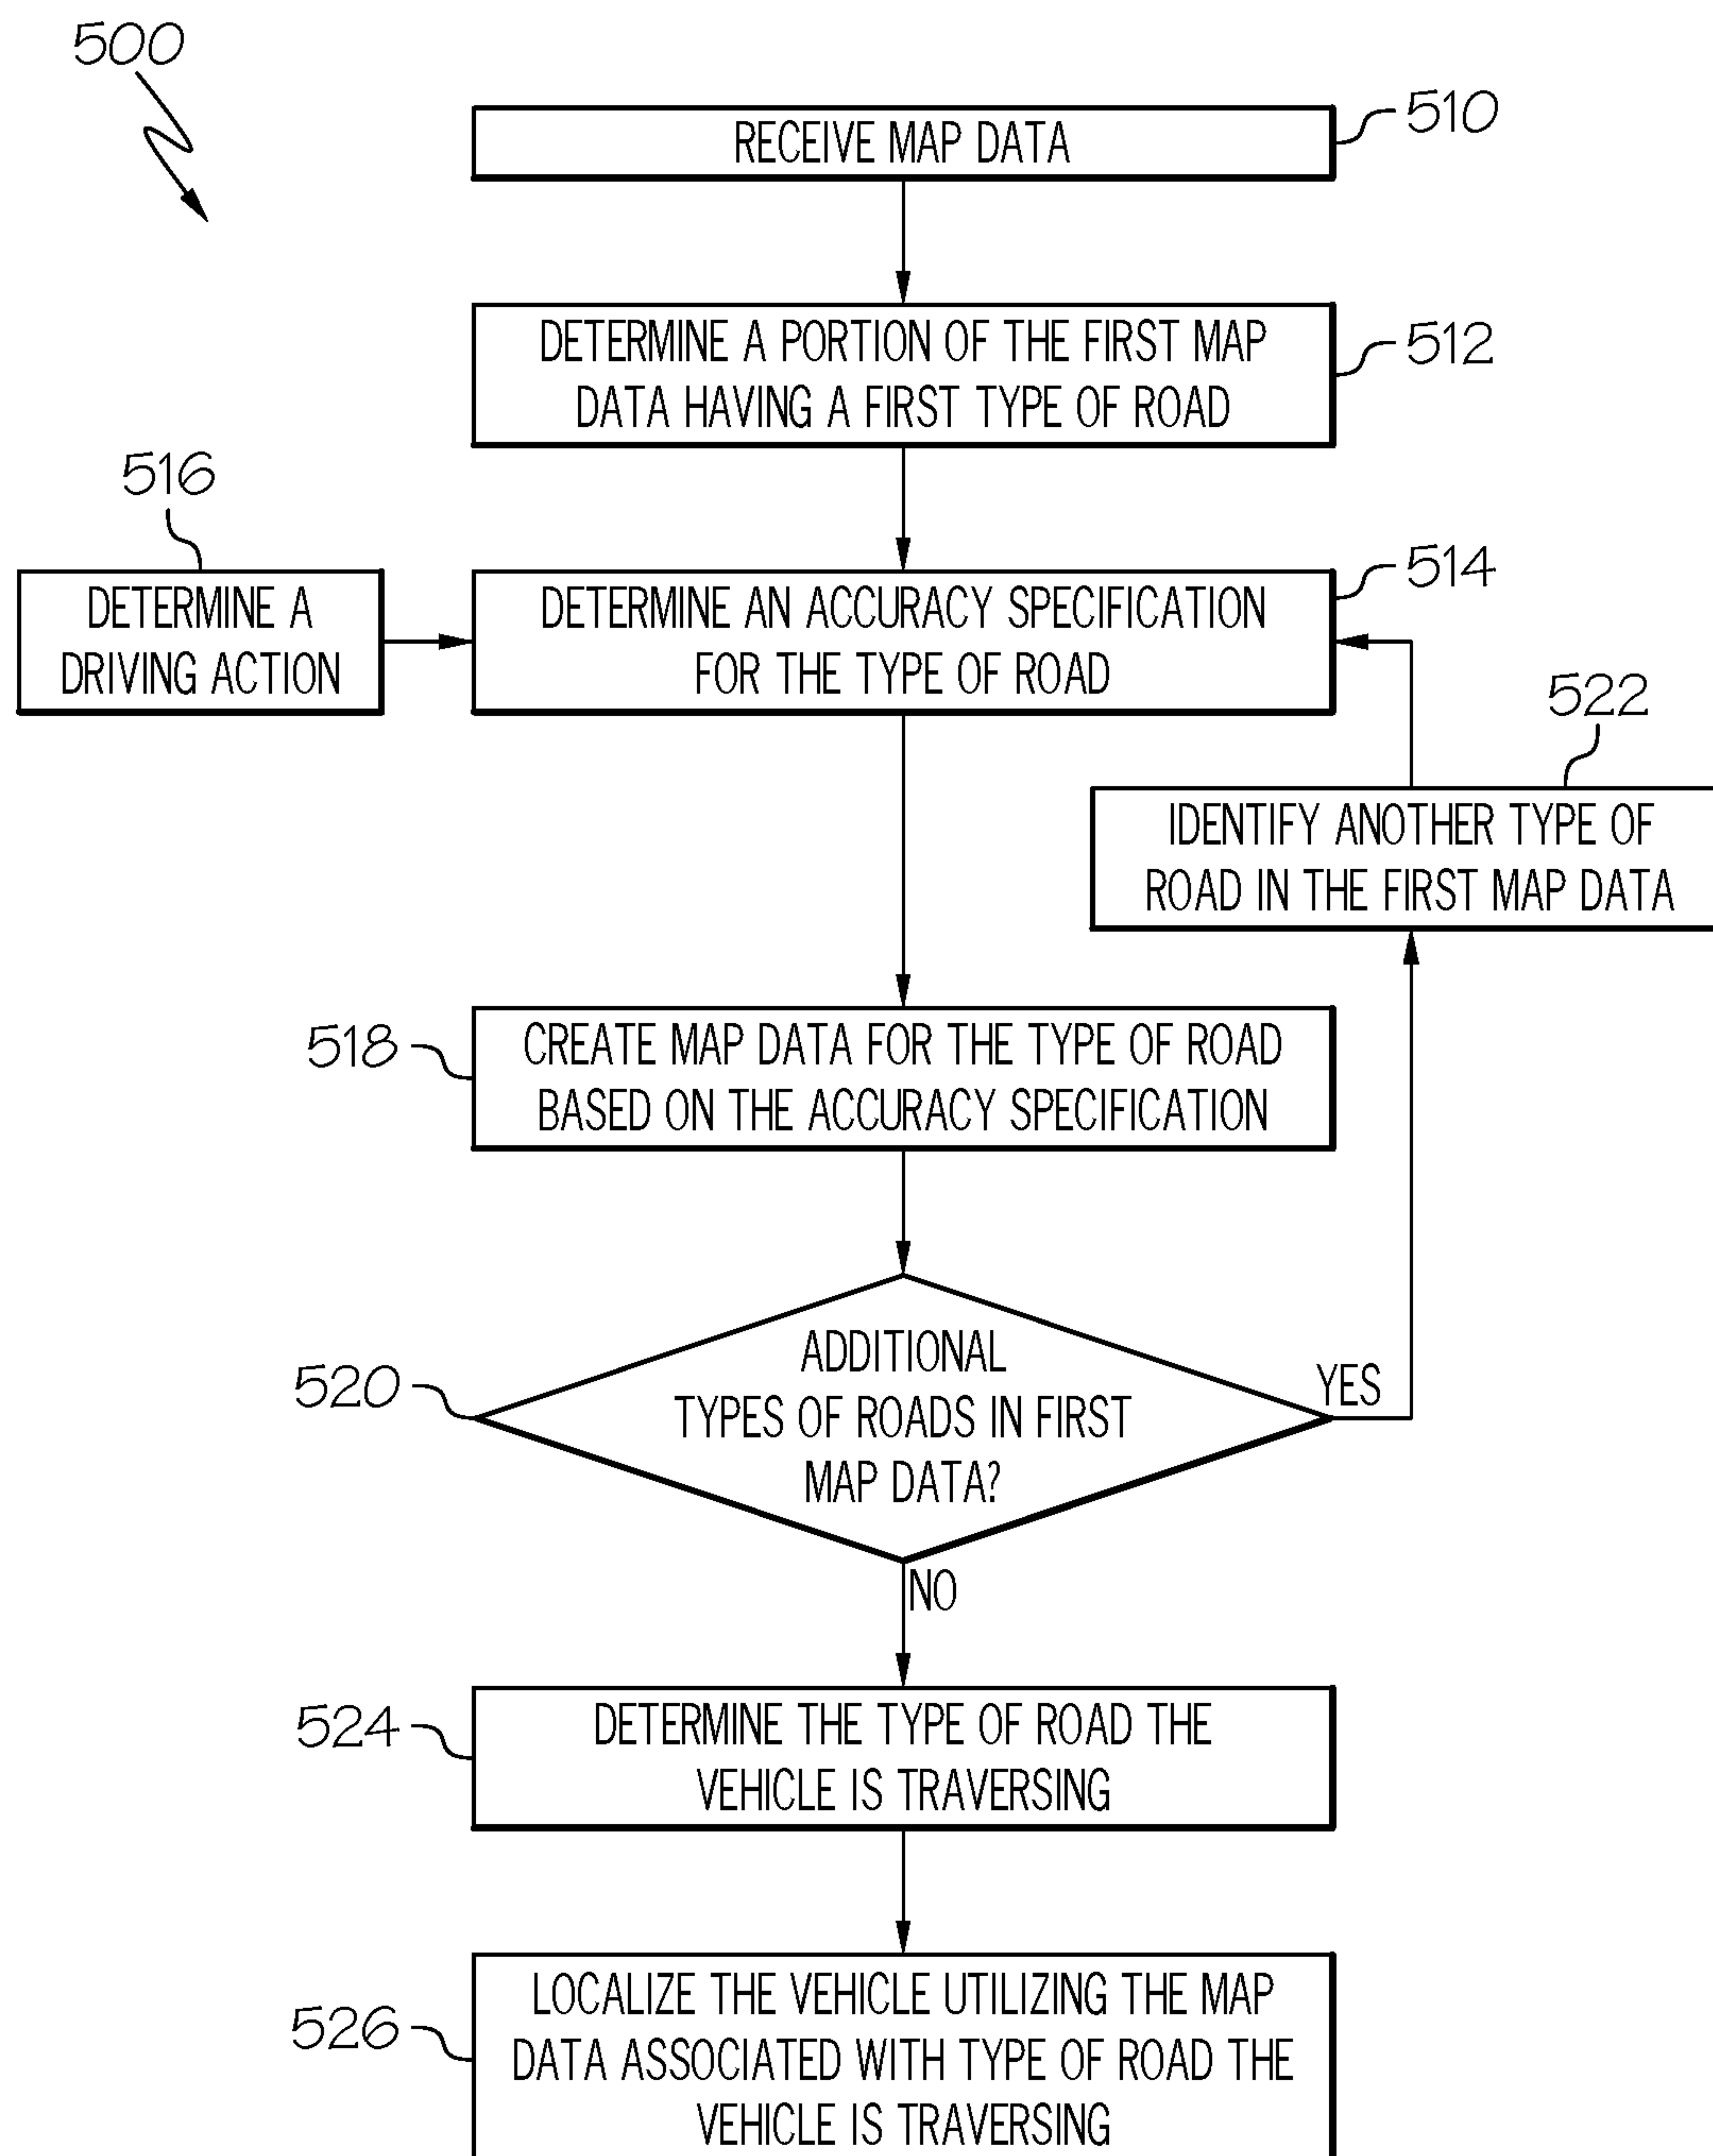 500
RECEIVE MAP DATA
510
DETERMINE A PORTION OF THE FIRST MAP
DATA HAVING A FIRST TYPE OF ROAD
512
516
DETERMINE A
DRIVING ACTION
DETERMINE AN ACCURACY SPECIFICATION
FOR THE TYPE OF ROAD
514
522
IDENTIFY ANOTHER TYPE OF
ROAD IN THE FIRST MAP DATA
518
CREATE MAP DATA FOR THE TYPE OF ROAD
BASED ON THE ACCURACY SPECIFICATION
520
ADDITIONAL
TYPES OF ROADS IN FIRST
MAP DATA?
YES
NO
524
DETERMINE THE TYPE OF ROAD THE
VEHICLE IS TRAVERSING
526
LOCALIZE THE VEHICLE UTILIZING THE MAP
DATA ASSOCIATED WITH TYPE OF ROAD THE
VEHICLE IS TRAVERSING